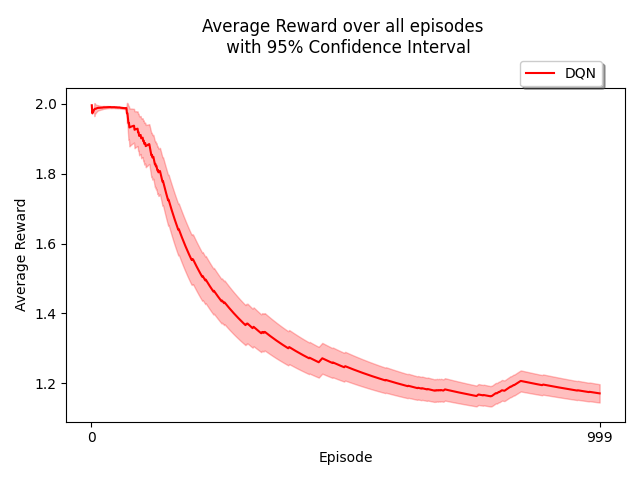 Average Reward over all episodes
with 95% Confidence Interval
DQN
2.0
1.8
1.6
1.4
1.2
Average Reward
0
999
Episode